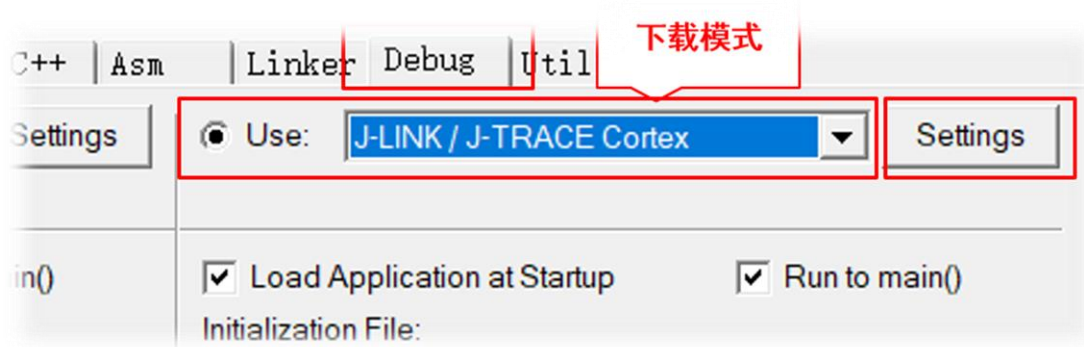 下载模式
C++ Asm Linker Debug Util
Settings Use: J-LINK / J-TRACE Cortex Settings
in() Load Application at Startup Run to main()
Initialization File: